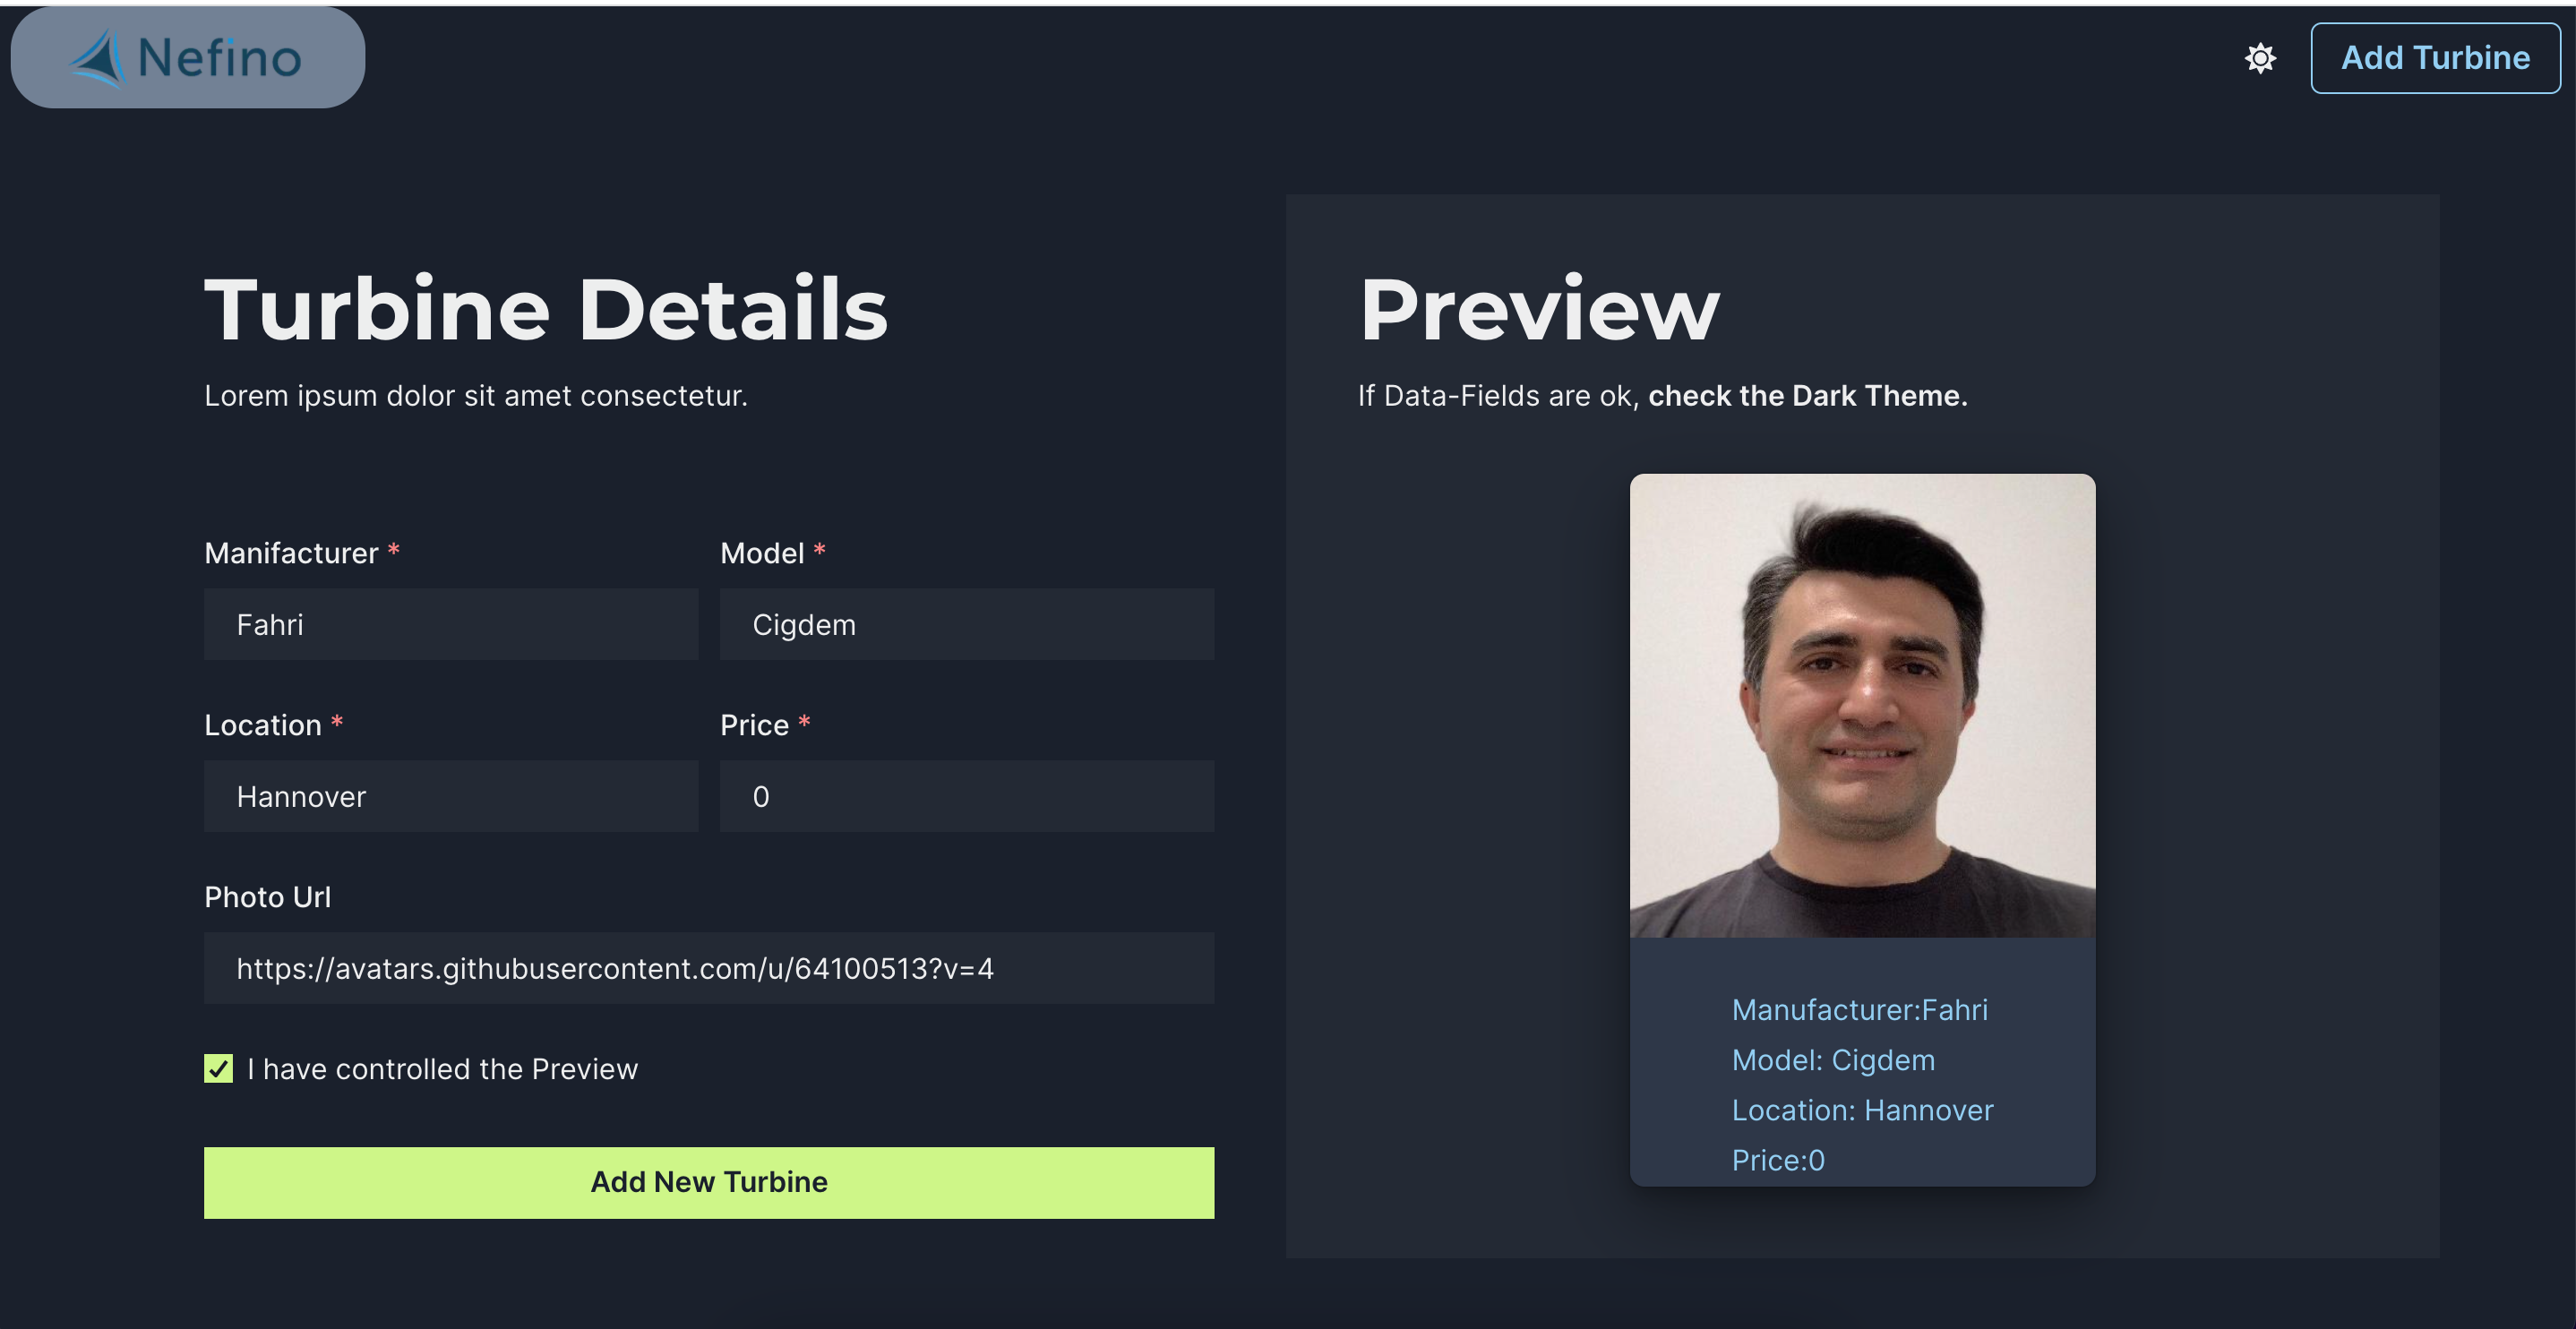 Nefino
Add Turbine
Turbine Details
Lorem ipsum dolor sit amet consectetur.
Manifacturer *
Model *
Fahri
Cigdem
Location *
Price *
Hannover
0
Photo Url
https://avatars.githubusercontent.com/u/64100513?v=4
I have controlled the Preview
Add New Turbine
Preview
If Data-Fields are ok, check the Dark Theme.
Manufacturer:Fahri
Model: Cigdem
Location: Hannover
Price:0